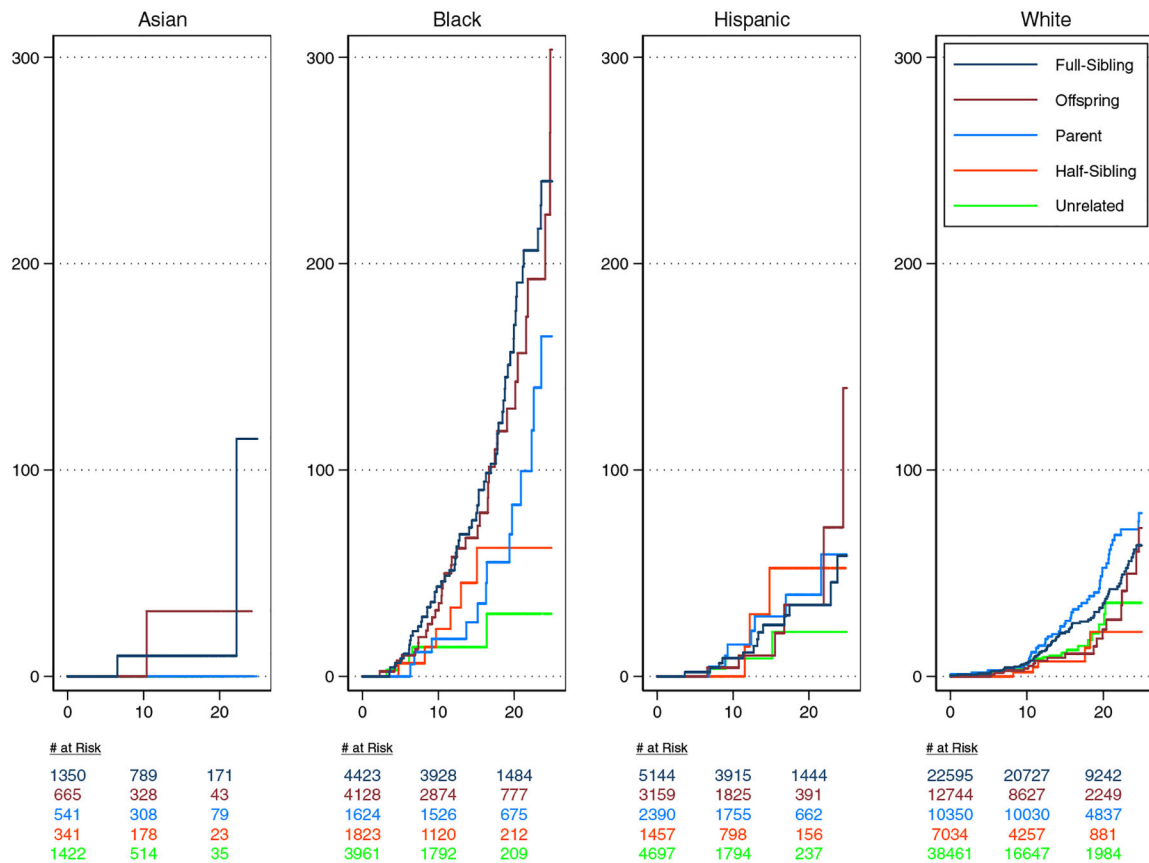 Asian Black Hispanic White
300 300 300 300
Full-Sibling
Offspring
Parent
Half-Sibling
Unrelated
200 200 200 200
100 100 100 100
0 0 0 0
0 10 20 0 10 20 0 10 20 0 10 20
# at Risk # at Risk # at Risk # at Risk
1350 789 171 4423 3928 1484 5144 3915 1444 22595 20727 9242
665 328 43 4128 2874 777 3159 1825 391 12744 8627 2249
541 308 79 1624 1526 675 2390 1755 662 10350 10030 4837
341 178 23 1823 1120 212 1457 798 156 7034 4257 881
1422 514 35 3961 1792 209 4697 1794 237 38461 16647 1984